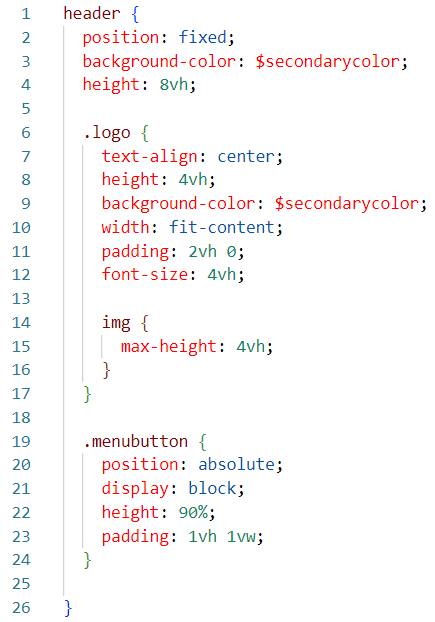 1 header {
2   position: fixed;
3   background-color: $secondarycolor;
4   height: 8vh;
5
6   .logo {
7     text-align: center;
8     height: 4vh;
9     background-color: $secondarycolor;
10     width: fit-content;
11     padding: 2vh 0;
12     font-size: 4vh;
13
14     img {
15       max-height: 4vh;
16     }
17   }
18
19   .menubutton {
20     position: absolute;
21     display: block;
22     height: 90%;
23     padding: 1vh 1vw;
24   }
25
26 }